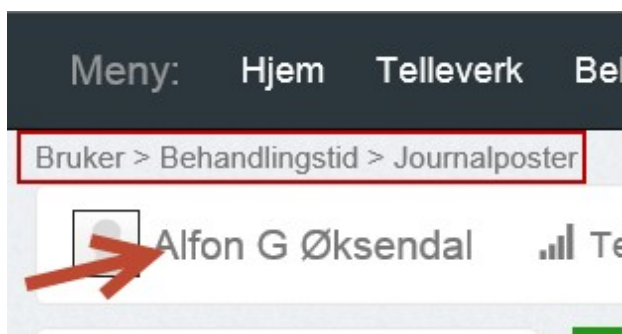 Meny: Hjem Telleverk
Bruker > Behandlingstid > Journalposter
Alfon G Øksendal